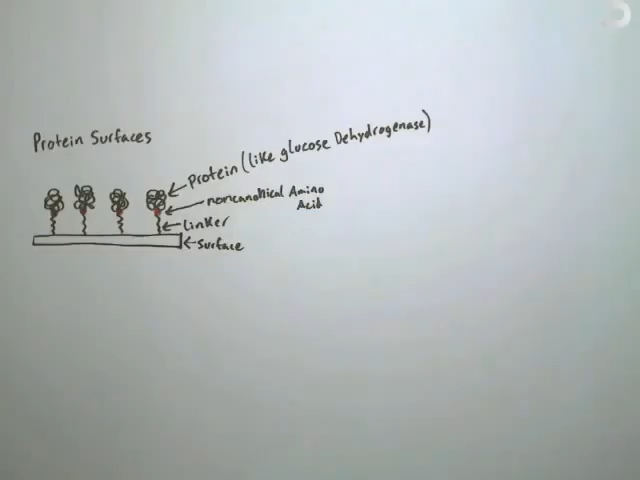 Protein Surfaces
Protein (like glucose Dehydrogenase)
noncanonical Amino
Acid
Linker
Surface